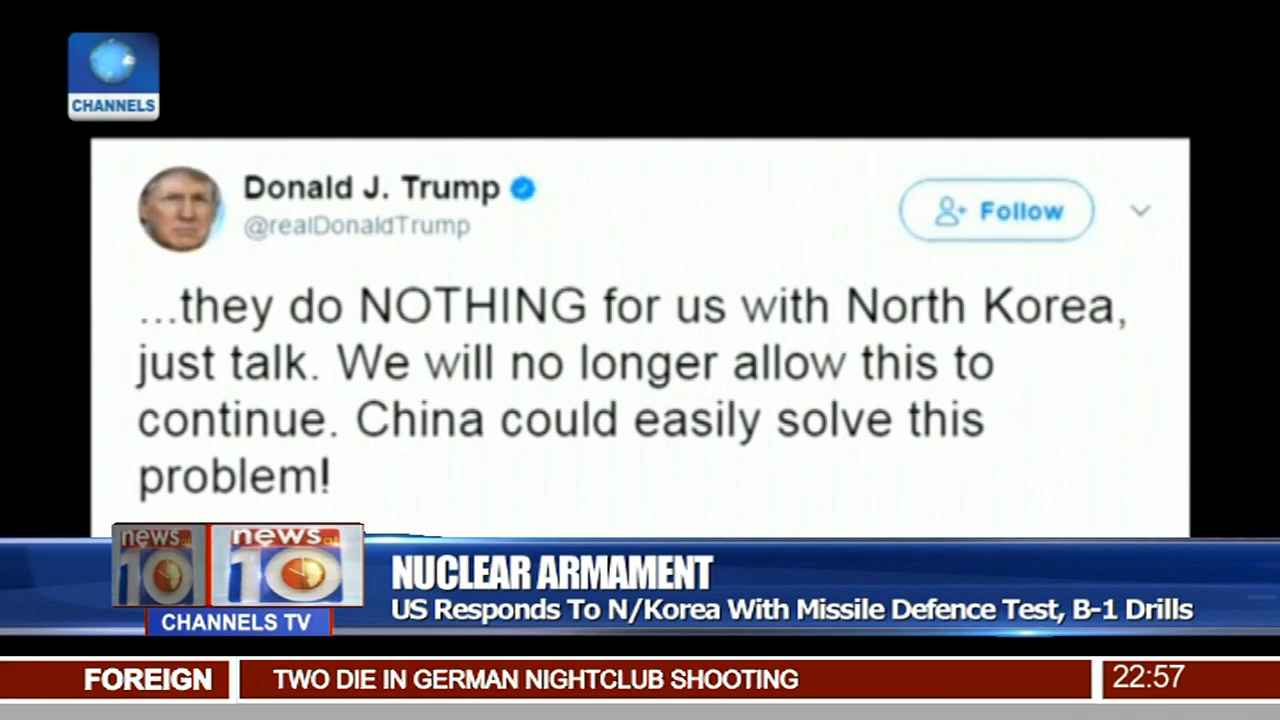 CHANNELS
Donald J. Trump
@realDonaldTrump
Follow
...they do NOTHING for us with North Korea,
just talk. We will no longer allow this to
continue. China could easily solve this
problem!
news at
10
news at
10
CHANNELS TV
NUCLEAR ARMAMENT
US Responds To N/Korea With Missile Defence Test, B-1 Drills
FOREIGN
TWO DIE IN GERMAN NIGHTCLUB SHOOTING
22:57